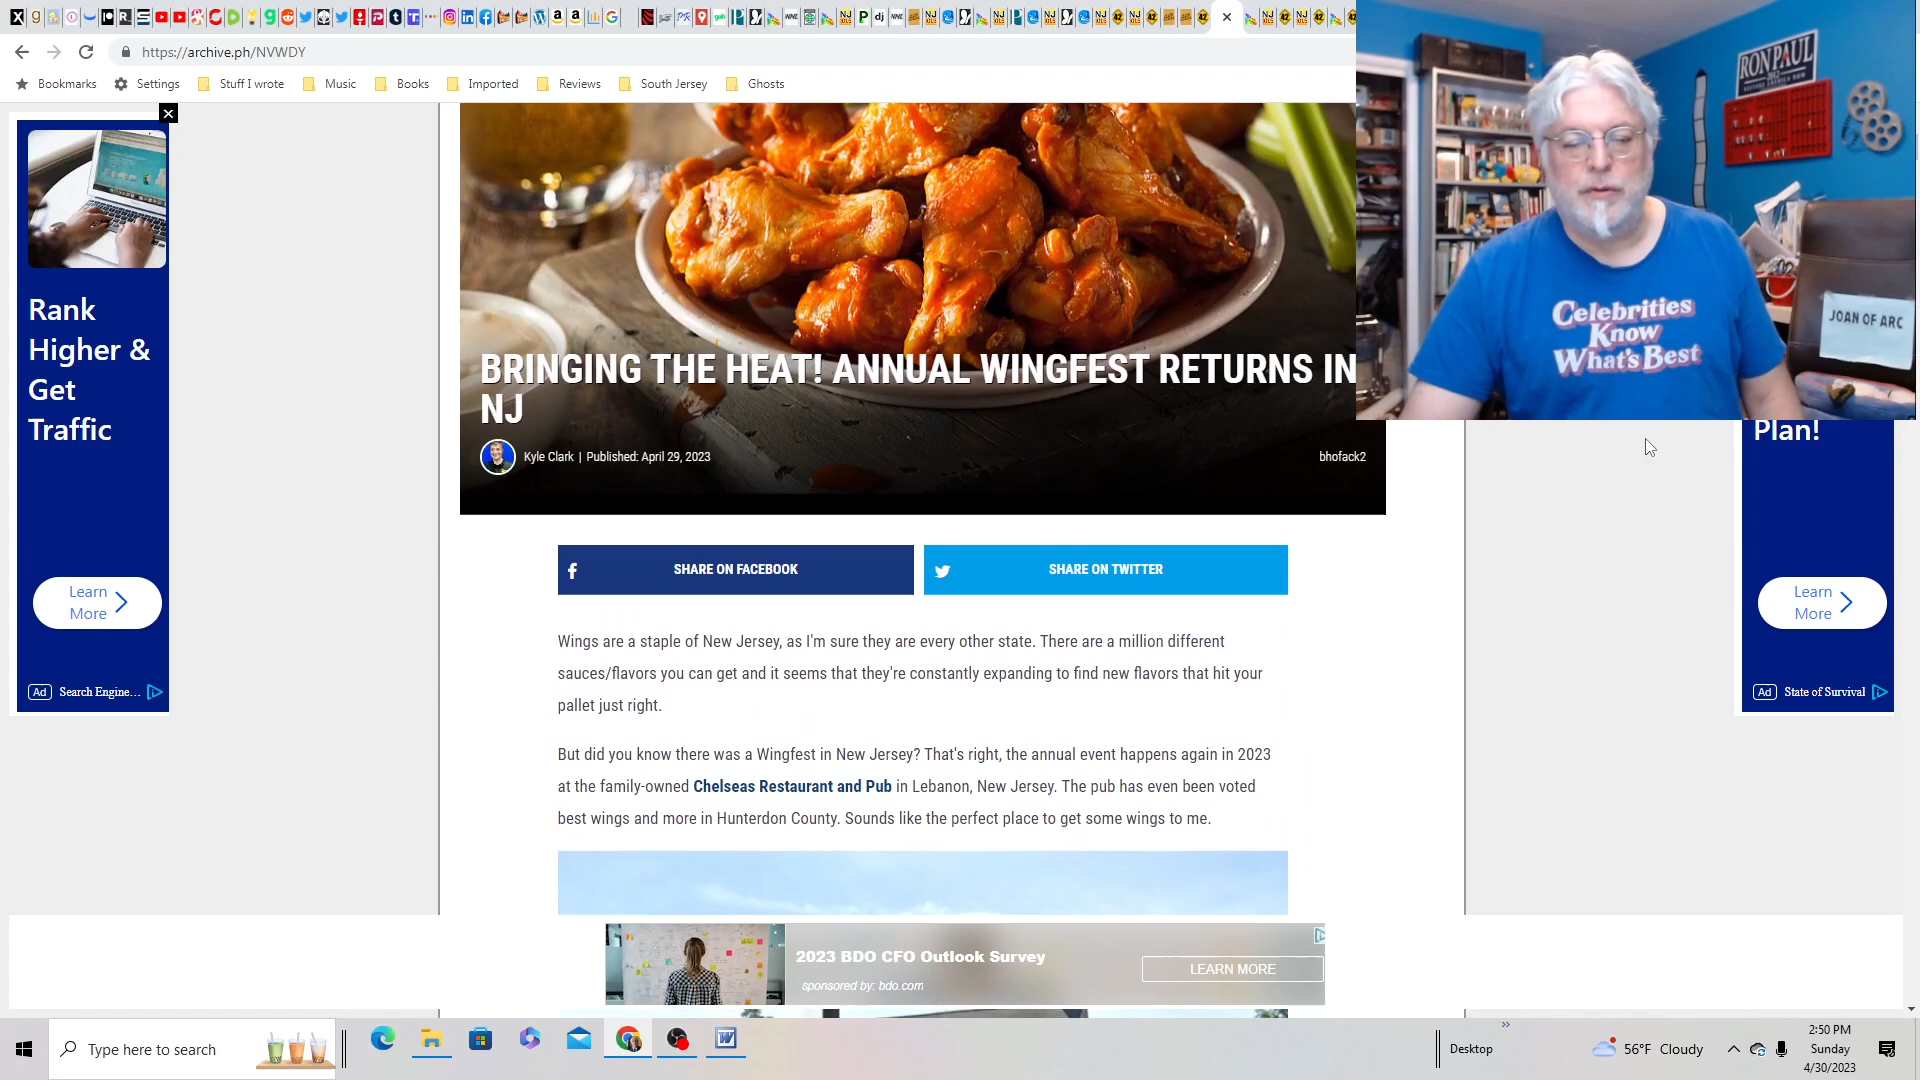 https://archive.ph/NVWDY
Bookmarks
Settings
Stuff I wrote
Music
Books
Imported
Reviews
South Jersey
Ghosts
RON PAUL
2012
Celebrities
Know
What's Best
JOAN OF ARC
Rank
Higher &
Get
Traffic
Learn
More
Ad Search Engine...
BRINGING THE HEAT! ANNUAL WINGFEST RETURNS IN
NJ
Kyle Clark | Published: April 29, 2023
bhofack2
Plan!
Learn
More
Ad State of Survival
f SHARE ON FACEBOOK
SHARE ON TWITTER
Wings are a staple of New Jersey, as I'm sure they are every other state. There are a million different
sauces/flavors you can get and it seems that they're constantly expanding to find new flavors that hit your
pallet just right.
But did you know there was a Wingfest in New Jersey? That's right, the annual event happens again in 2023
at the family-owned Chelseas Restaurant and Pub in Lebanon, New Jersey. The pub has even been voted
best wings and more in Hunterdon County. Sounds like the perfect place to get some wings to me.
2023 BDO CFO Outlook Survey
sponsored by: bdo.com
LEARN MORE
Type here to search
Desktop
56°F Cloudy
2:50 PM
Sunday
4/30/2023